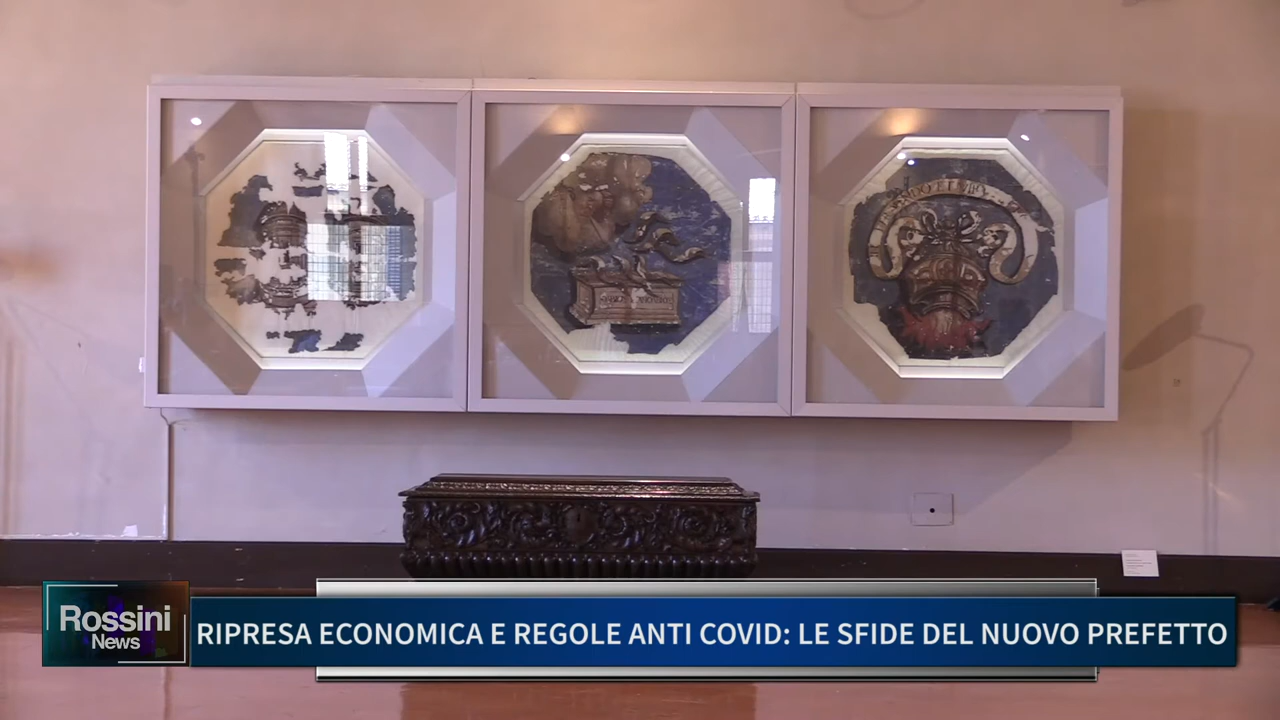 Rossini
News
RIPRESA ECONOMICA E REGOLE ANTI COVID: LE SFIDE DEL NUOVO PREFETTO